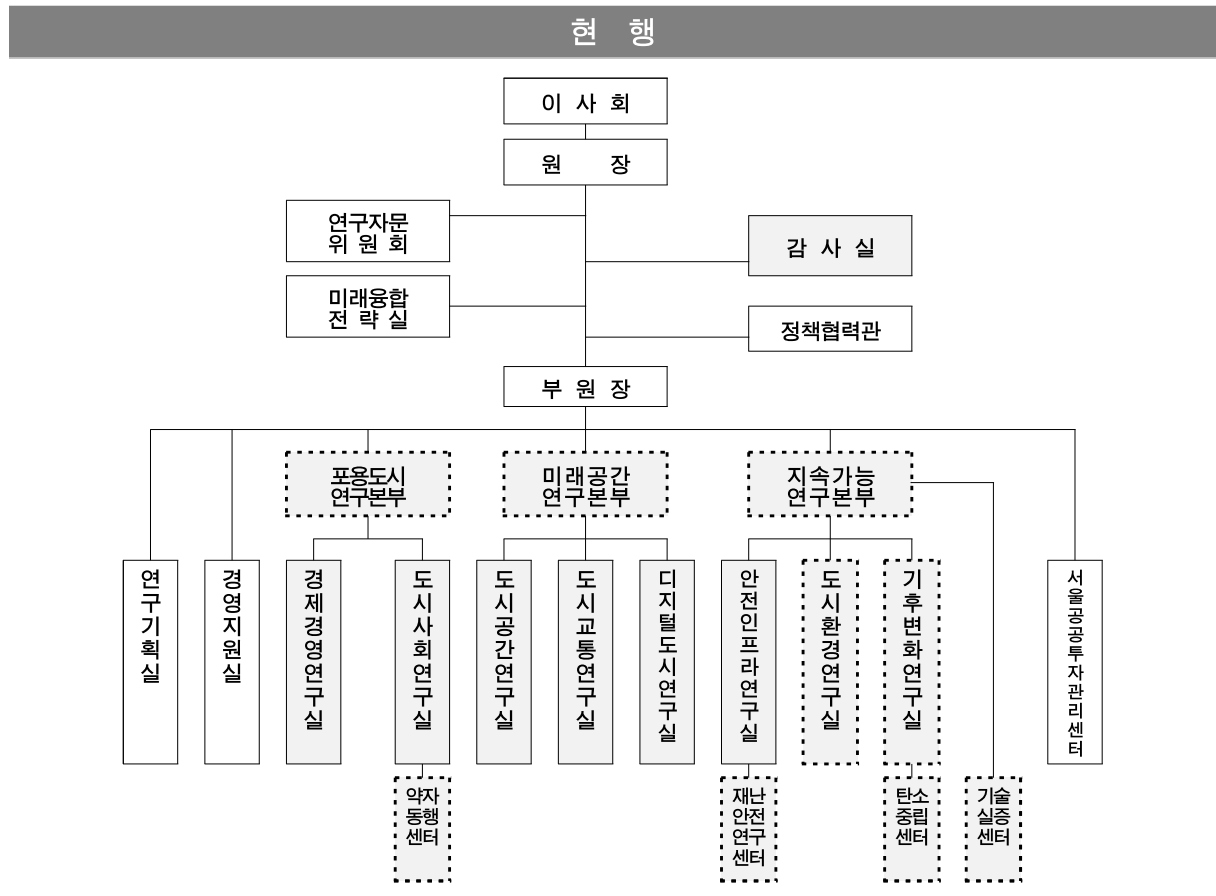 현 행
이 사 회
원 장
연구자문
위 원 회
감 사 실
미래융합
전 략 실
정책협력관
부 원 장
포용도시
연구본부
미래공간
연구본부
지속가능
연구본부
연구기획실
경영지원실
경제경영연구실
도시사회연구실
도시공간연구실
도시교통연구실
디지털도시연구실
안전인프라연구실
도시환경연구실
기후변화연구실
서울공공투자관리센터
약자
동행
센터
재난
안전
연구
센터
탄소
중립
센터
기술
실증
센터